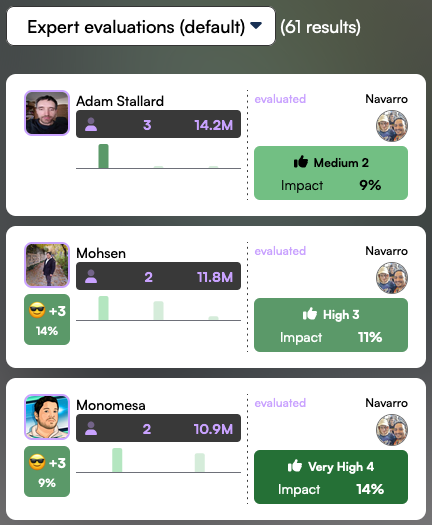 Expert evaluations (default) (61 results)
Adam Stallard
3 14.2M
evaluated Navarro
Medium 2
Impact 9%
Mohsen
2 11.8M
😎 +3
14%
evaluated Navarro
High 3
Impact 11%
Monomesa
2 10.9M
😎 +3
9%
evaluated Navarro
Very High 4
Impact 14%